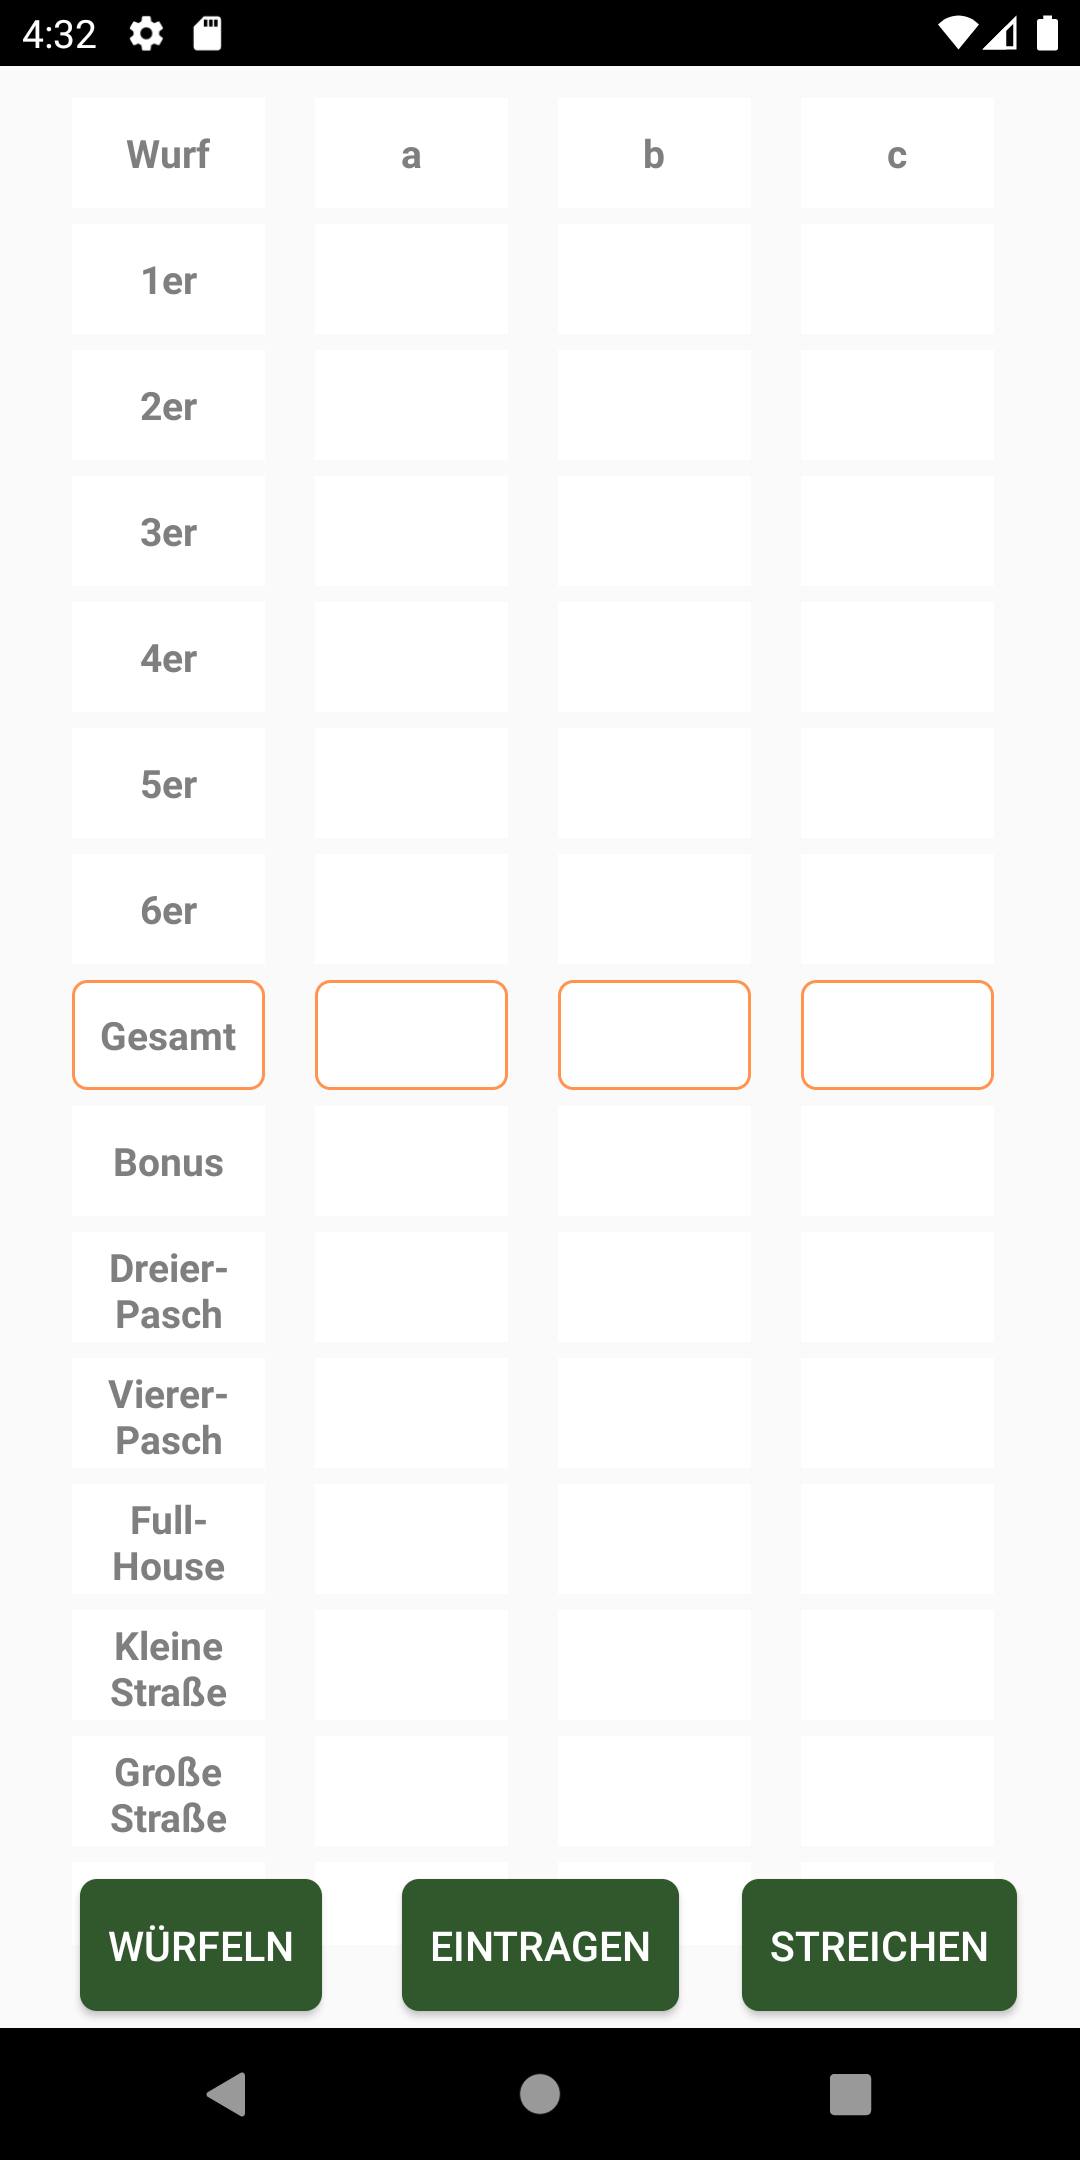 4:32
Wurf a b c
1er
2er
3er
4er
5er
6er
Gesamt
Bonus
Dreier-
Pasch
Vierer-
Pasch
Full-
House
Kleine
Straße
Große
Straße
WÜRFELN EINTRAGEN STREICHEN